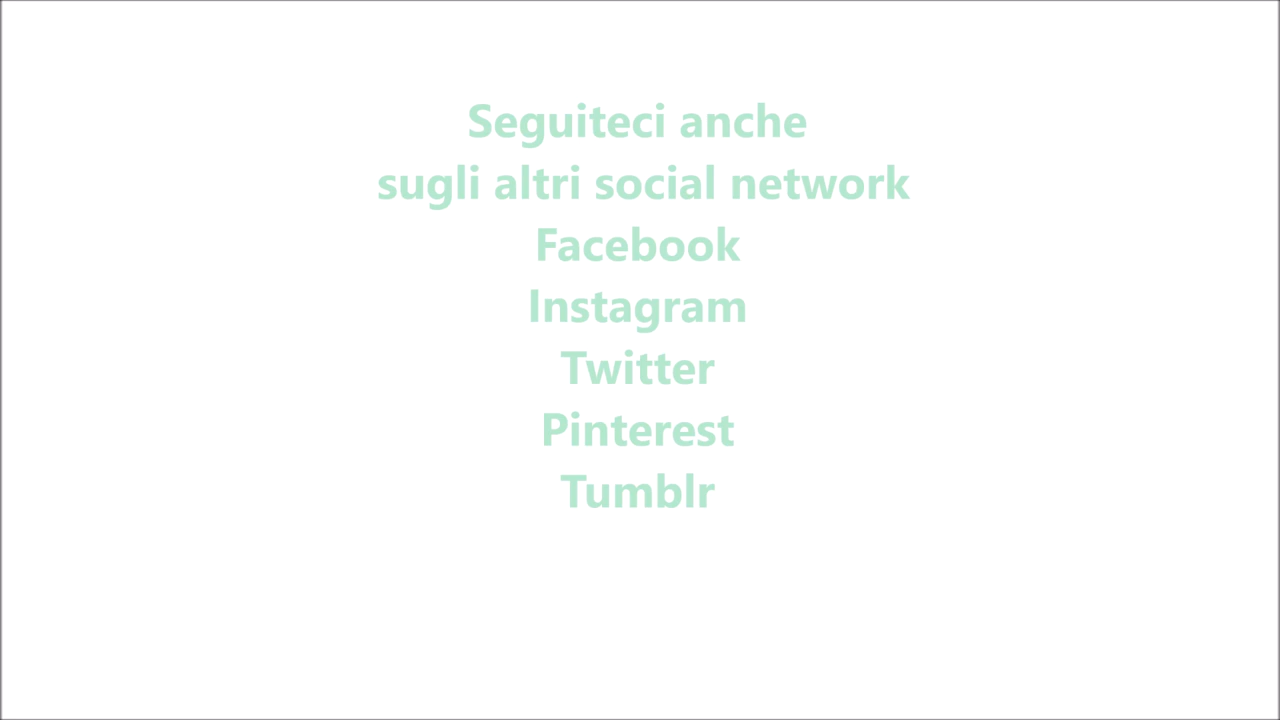 Seguiteci anche
sugli altri social network
Facebook
Instagram
Twitter
Pinterest
Tumblr